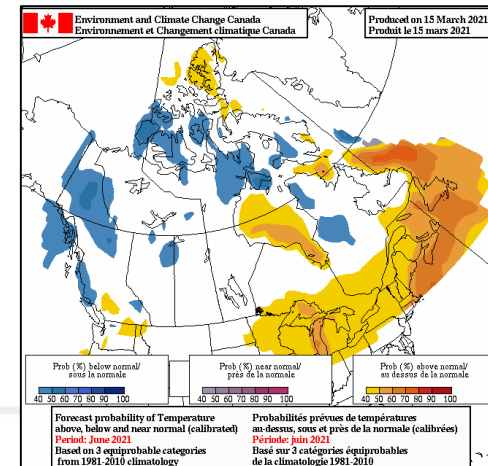 Environment and Climate Change Canada
Environnement et Changement climatique Canada
Produced on 15 March 2021
Produit le 15 mars 2021
Prob (%) below normal/
sous la normale
40 50 60 70 80 90 100
Prob (%) near normal/
près de la normale
40 50 60 70 80 90 100
Prob (%) above normal/
au dessus de la normale
40 50 60 70 80 90 100
Forecast probability of Temperature
above, below and near normal (calibrated)
Period: June 2021
Based on 3 equiprobable categories
from 1981-2010 climatology
Probabilités prévues de températures
au-dessus, sous et près de la normale (calibrées)
Période: juin 2021
Basé sur 3 catégories équiprobables
de la climatologie 1981-2010